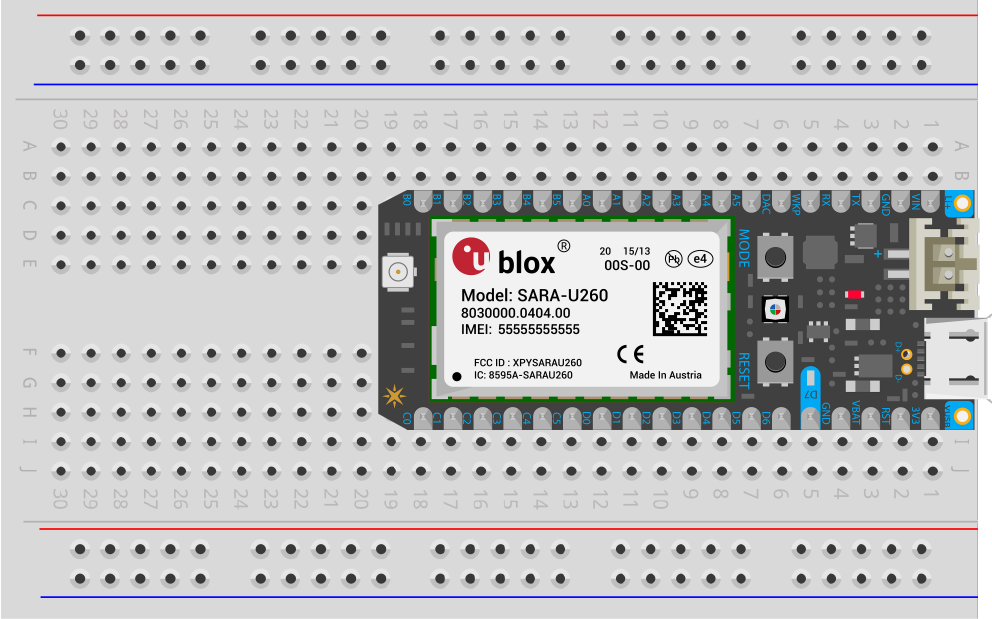 30 29 28 27 26 25 24 23 22 21 20 19 18 17 16 15 14 13 12 11 10 9 8 7 6 5 4 3 2 1
A A
B B
C
D
E
B0 B1 B2 B3 B4 B5 A0 A1 A2 A3 A4 A5 DAC WKP RX TX GND VIN Li+
u blox ®
20 15/13
00S-00
Pb e4
Model: SARA-U260
8030000.0404.00
IMEI: 55555555555
FCC ID : XPYSARAU260
IC: 8595A-SARAU260
CE
Made In Austria
MODE
+
RESET
D+
D-
D7
F
G
H
C0 C1 C2 C3 C4 C5 D0 D1 D2 D3 D4 D5 D6 GND VBAT RST 3V3 VUSB
I I
J J
30 29 28 27 26 25 24 23 22 21 20 19 18 17 16 15 14 13 12 11 10 9 8 7 6 5 4 3 2 1